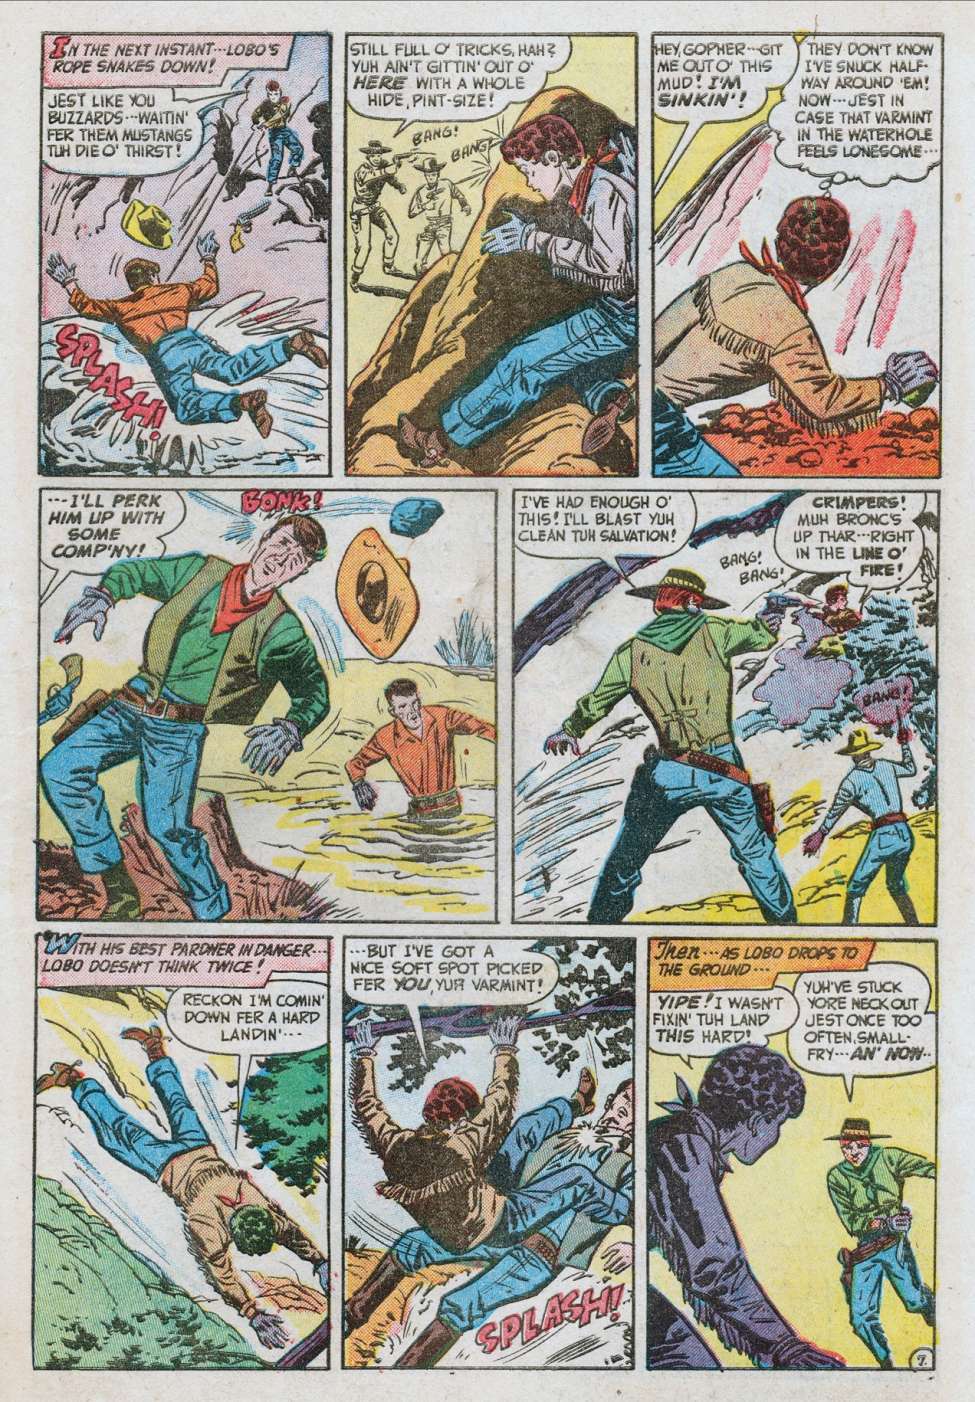 IN THE NEXT INSTANT---LOBO'S
ROPE SNAKES DOWN!
JEST LIKE YOU
BUZZARDS---WAITIN'
FER THEM MUSTANGS
TUH DIE O' THIRST!
SPLASH!
STILL FULL O' TRICKS, HAH?
YUH AIN'T GITTIN' OUT O'
HERE WITH A WHOLE
HIDE, PINT-SIZE!
BANG!
BANG!
HEY, GOPHER---GIT
ME OUT O' THIS
MUD! I'M
SINKIN'!
THEY DON'T KNOW
I'VE SNUCK HALF-
WAY AROUND 'EM!
NOW---JEST IN
CASE THAT VARMINT
IN THE WATERHOLE
FEELS LONESOME---
---I'LL PERK
HIM UP WITH
SOME
COMP'NY!
BONK!
I'VE HAD ENOUGH O'
THIS! I'LL BLAST YUH
CLEAN TUH SALVATION!
BANG!
BANG!
CRIMPERS!
MUH BRONC'S
UP THAR---RIGHT
IN THE LINE O'
FIRE!
BANG!
WITH HIS BEST PARDNER IN DANGER---
LOBO DOESN'T THINK TWICE!
RECKON I'M COMIN'
DOWN FER A HARD
LANDIN'---
---BUT I'VE GOT A
NICE SOFT SPOT PICKED
FER YOU, YUH VARMINT!
SPLASH!
Then---AS LOBO DROPS TO
THE GROUND---
YIPE! I WASN'T
FIXIN' TUH LAND
THIS HARD!
YUH'VE STUCK
YORE NECK OUT
JEST ONCE TOO
OFTEN, SMALL-
FRY---AN' NOW--
7